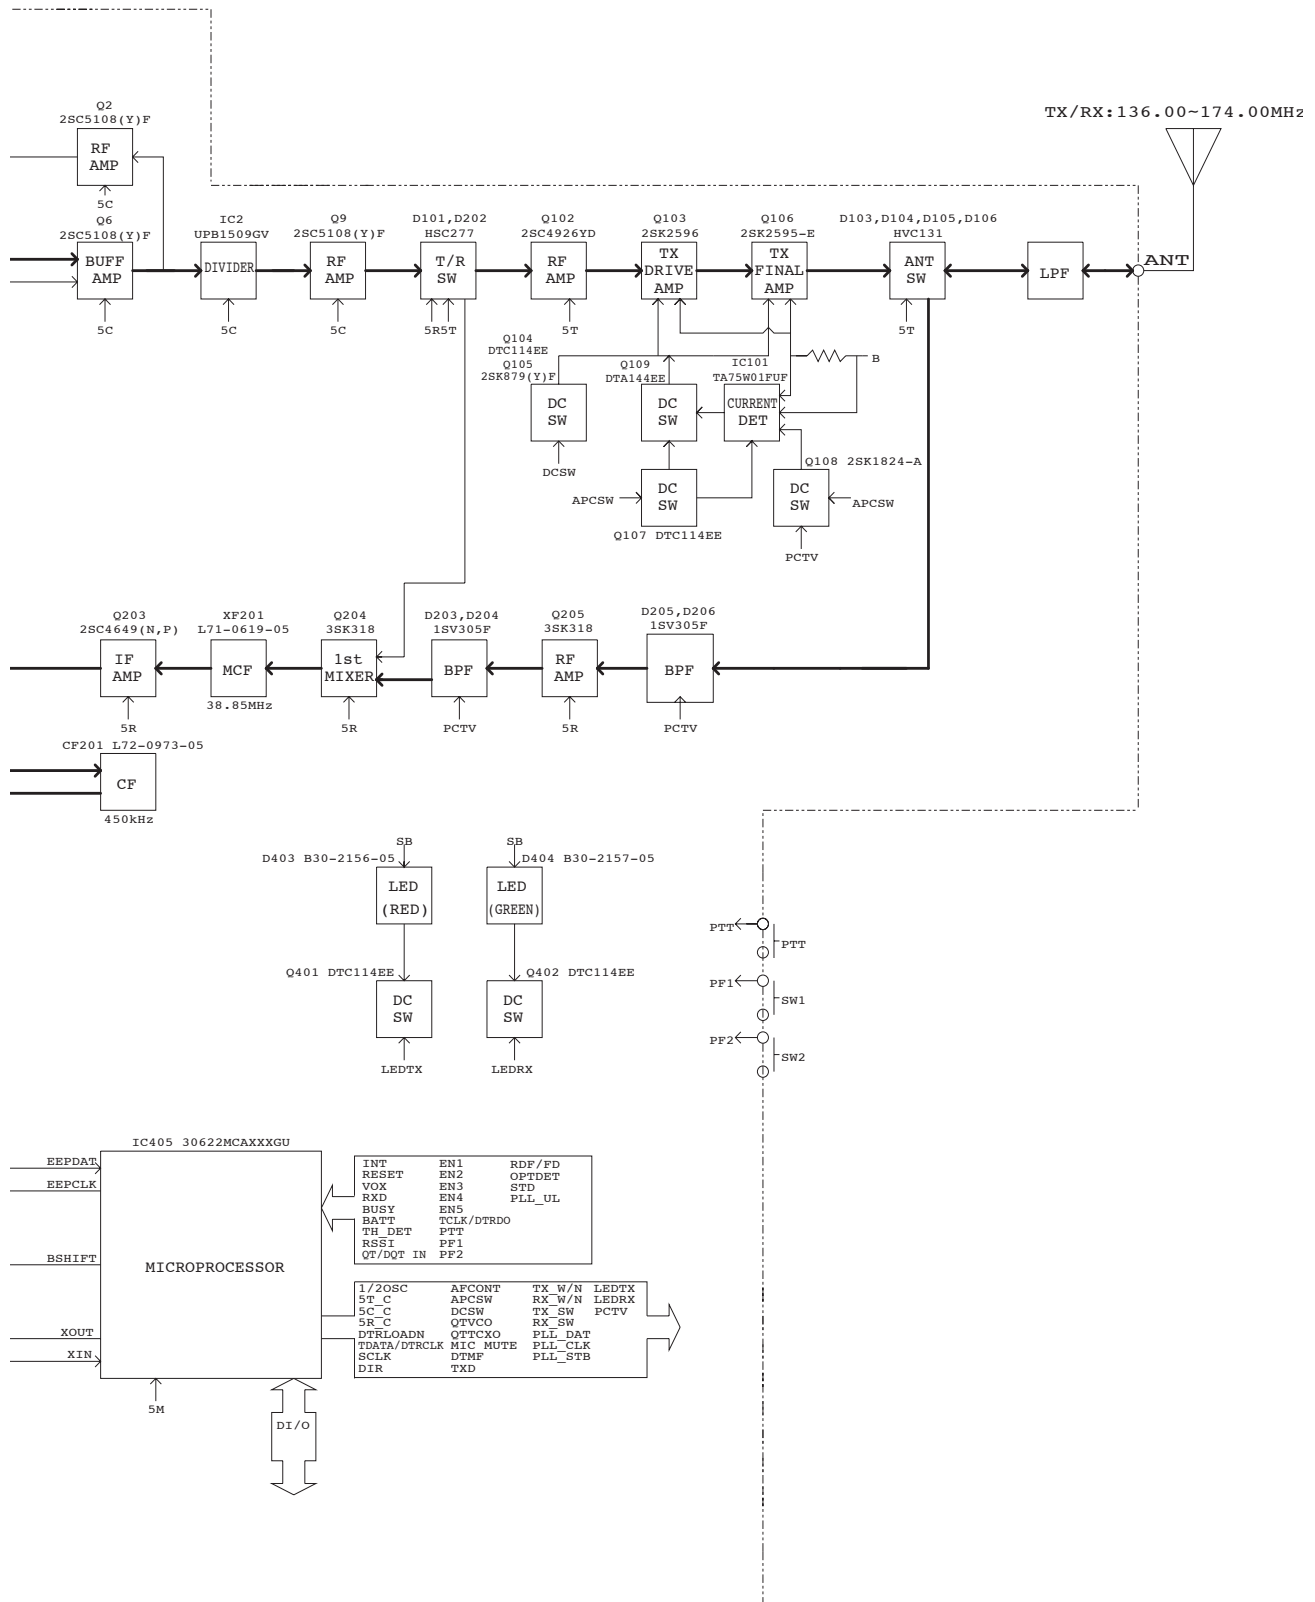 TX/RX:136.00~174.00MHz
ANT
Q2
2SC5108(Y)F
RF
AMP
5C
Q6
2SC5108(Y)F
BUFF
AMP
5C
IC2
UPB1509GV
DIVIDER
5C
Q9
2SC5108(Y)F
RF
AMP
5C
D101,D202
HSC277
T/R
SW
5R5T
Q102
2SC4926YD
RF
AMP
5T
Q103
2SK2596
TX
DRIVE
AMP
Q106
2SK2595-E
TX
FINAL
AMP
D103,D104,D105,D106
HVC131
ANT
SW
5T
LPF
Q104
DTC114EE
Q105
2SK879(Y)F
DC
SW
DCSW
Q109
DTA144EE
DC
SW
IC101
TA75W01FUF
CURRENT
DET
B
APCSW
DC
SW
Q107 DTC114EE
Q108 2SK1824-A
DC
SW
APCSW
PCTV
Q203
2SC4649(N,P)
IF
AMP
5R
XF201
L71-0619-05
MCF
38.85MHz
Q204
3SK318
1st
MIXER
5R
D203,D204
1SV305F
BPF
PCTV
Q205
3SK318
RF
AMP
5R
D205,D206
1SV305F
BPF
PCTV
CF201 L72-0973-05
CF
450kHz
SB
D403 B30-2156-05
LED
(RED)
Q401 DTC114EE
DC
SW
LEDTX
SB
D404 B30-2157-05
LED
(GREEN)
Q402 DTC114EE
DC
SW
LEDRX
PTT
PTT
PF1
SW1
PF2
SW2
IC405 30622MCAXXXGU
EEPDAT
EEPCLK
BSHIFT
XOUT
XIN
MICROPROCESSOR
5M
DI/O
INT EN1 RDF/FD
RESET EN2 OPTDET
VOX EN3 STD
RXD EN4 PLL_UL
BUSY EN5
BATT TCLK/DTRDO
TH_DET PTT
RSSI PF1
QT/DQT IN PF2
1/2OSC AFCONT TX_W/N LEDTX
5T_C APCSW RX_W/N LEDRX
5C_C DCSW TX_SW PCTV
5R_C QTVCO RX_SW
DTRLOADN QTTCXO PLL_DAT
TDATA/DTRCLK MIC MUTE PLL_CLK
SCLK DTMF PLL_STB
DIR TXD